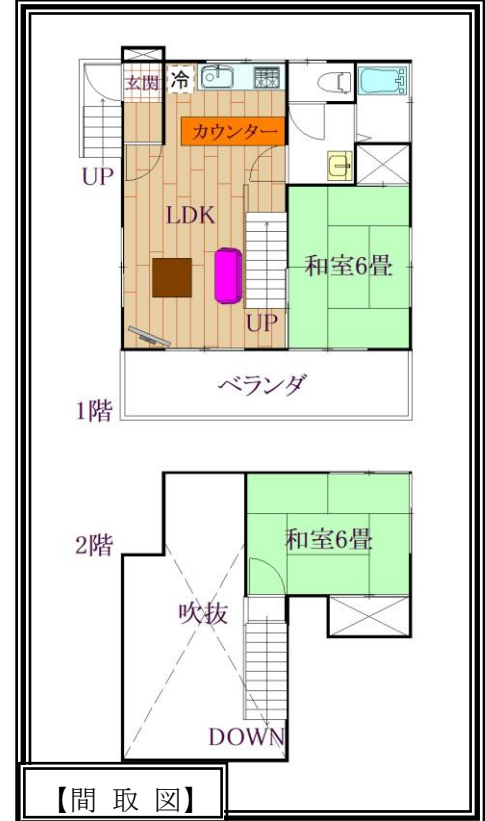 玄関
冷
カウンター
UP
LDK
和室6畳
UP
ベランダ
1階
和室6畳
2階
吹抜
DOWN
【間取図】